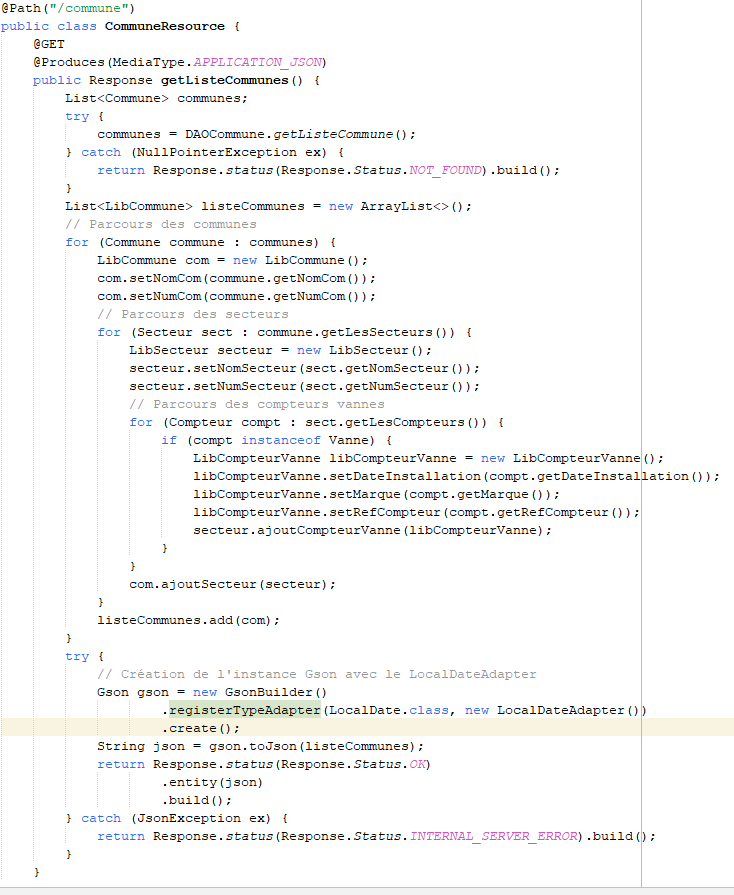 @Path("/commune")
public class CommuneResource {
    @GET
    @Produces(MediaType.APPLICATION_JSON)
    public Response getListeCommunes() {
        List<Commune> communes;
        try {
            communes = DAOCommune.getListeCommune();
        } catch (NullPointerException ex) {
            return Response.status(Response.Status.NOT_FOUND).build();
        }
        List<LibCommune> listeCommunes = new ArrayList<>();
        // Parcours des communes
        for (Commune commune : communes) {
            LibCommune com = new LibCommune();
            com.setNomCom(commune.getNomCom());
            com.setNumCom(commune.getNumCom());
            // Parcours des secteurs
            for (Secteur sect : commune.getLesSecteurs()) {
                LibSecteur secteur = new LibSecteur();
                secteur.setNomSecteur(sect.getNomSecteur());
                secteur.setNumSecteur(sect.getNumSecteur());
                // Parcours des compteurs vannes
                for (Compteur compt : sect.getLesCompteurs()) {
                    if (compt instanceof Vanne) {
                        LibCompteurVanne libCompteurVanne = new LibCompteurVanne();
                        libCompteurVanne.setDateInstallation(compt.getDateInstallation());
                        libCompteurVanne.setMarque(compt.getMarque());
                        libCompteurVanne.setRefCompteur(compt.getRefCompteur());
                        secteur.ajoutCompteurVanne(libCompteurVanne);
                    }
                }
                com.ajoutSecteur(secteur);
            }
            listeCommunes.add(com);
        }
        try {
            // Création de l'instance Gson avec le LocalDateAdapter
            Gson gson = new GsonBuilder()
                    .registerTypeAdapter(LocalDate.class, new LocalDateAdapter())
                    .create();
            String json = gson.toJson(listeCommunes);
            return Response.status(Response.Status.OK)
                    .entity(json)
                    .build();
        } catch (JsonException ex) {
            return Response.status(Response.Status.INTERNAL_SERVER_ERROR).build();
        }
    }